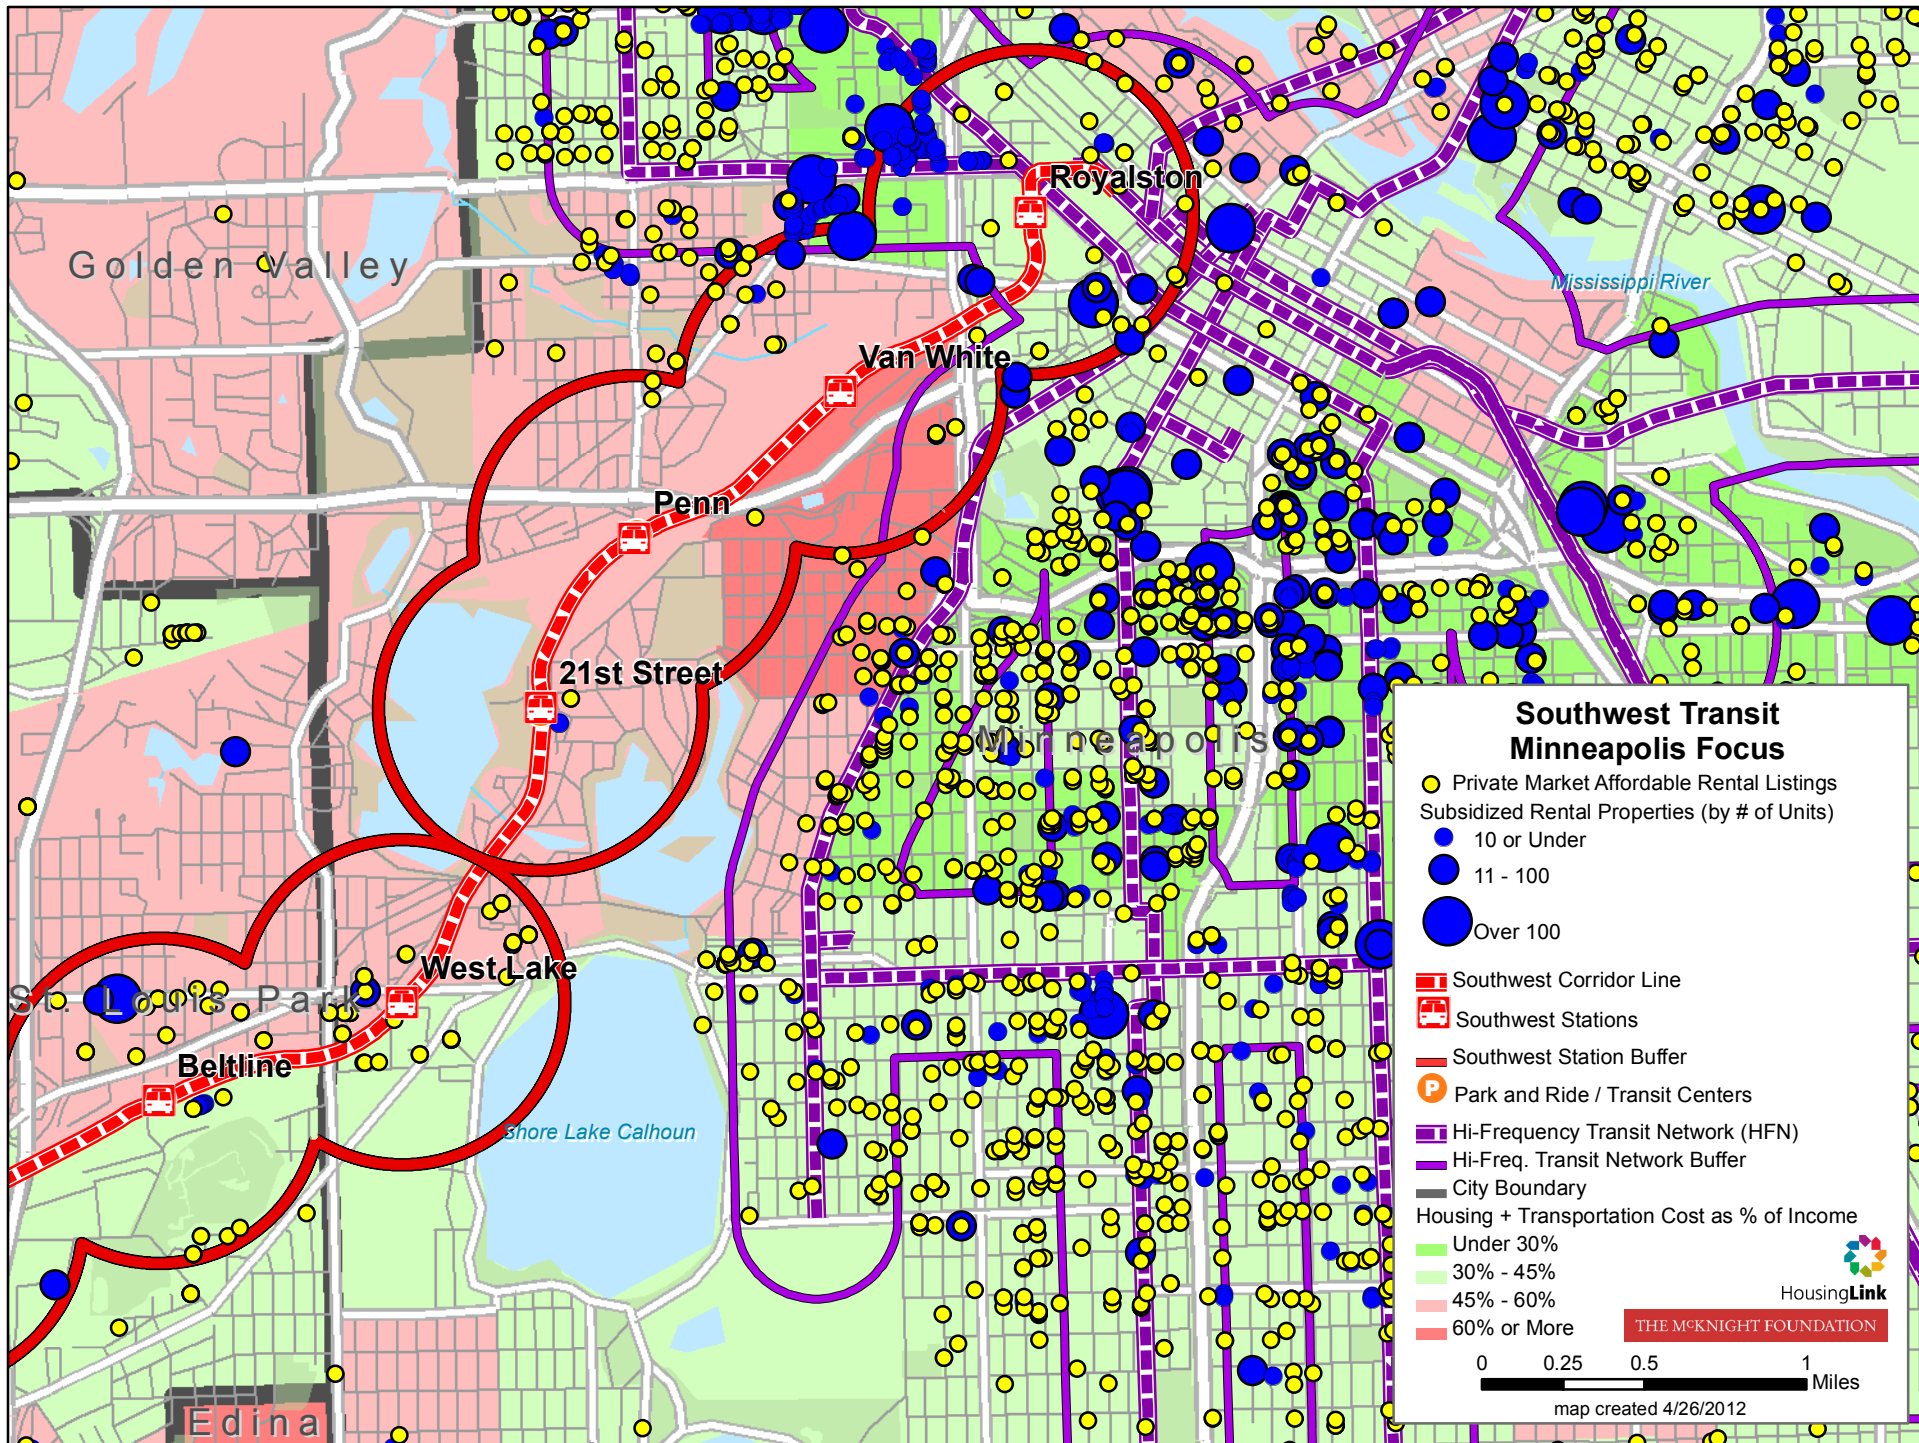 Royalston
Golden Valley
Mississippi River
Van White
Penn
21st Street
Minneapolis
West Lake
St. Louis Park
Beltline
Shore Lake Calhoun
Edina
Southwest Transit
Minneapolis Focus
Private Market Affordable Rental Listings
Subsidized Rental Properties (by # of Units)
10 or Under
11 - 100
Over 100
Southwest Corridor Line
Southwest Stations
Southwest Station Buffer
P Park and Ride / Transit Centers
Hi-Frequency Transit Network (HFN)
Hi-Freq. Transit Network Buffer
City Boundary
Housing + Transportation Cost as % of Income
Under 30%
30% - 45%
45% - 60%
60% or More
HousingLink
THE McKNIGHT FOUNDATION
0 0.25 0.5 1
Miles
map created 4/26/2012